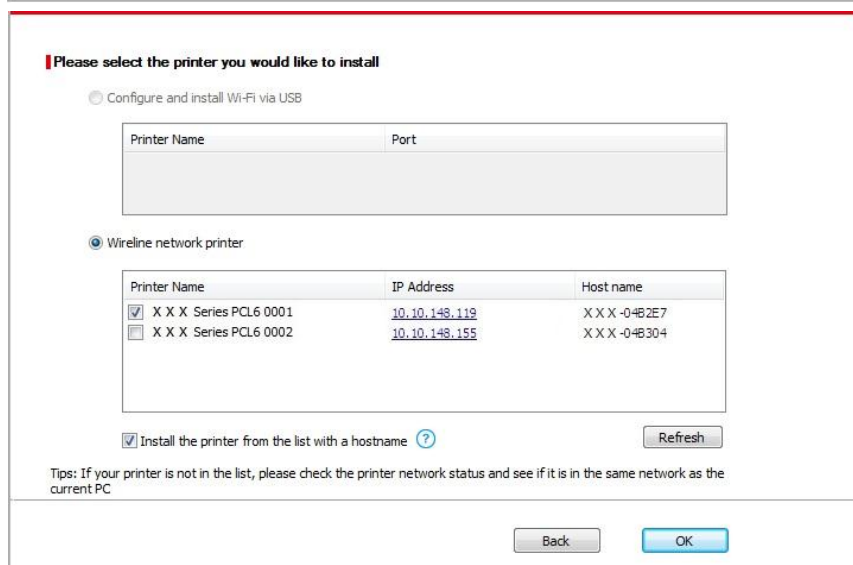 Please select the printer you would like to install
Configure and install Wi-Fi via USB
Printer Name Port
Wireline network printer
Printer Name IP Address Host name
X X X Series PCL6 0001 10.10.148.119 X X X -04B2E7
X X X Series PCL6 0002 10.10.148.155 X X X -04B304
Install the printer from the list with a hostname ?
Refresh
Tips: If your printer is not in the list, please check the printer network status and see if it is in the same network as the
current PC
Back OK